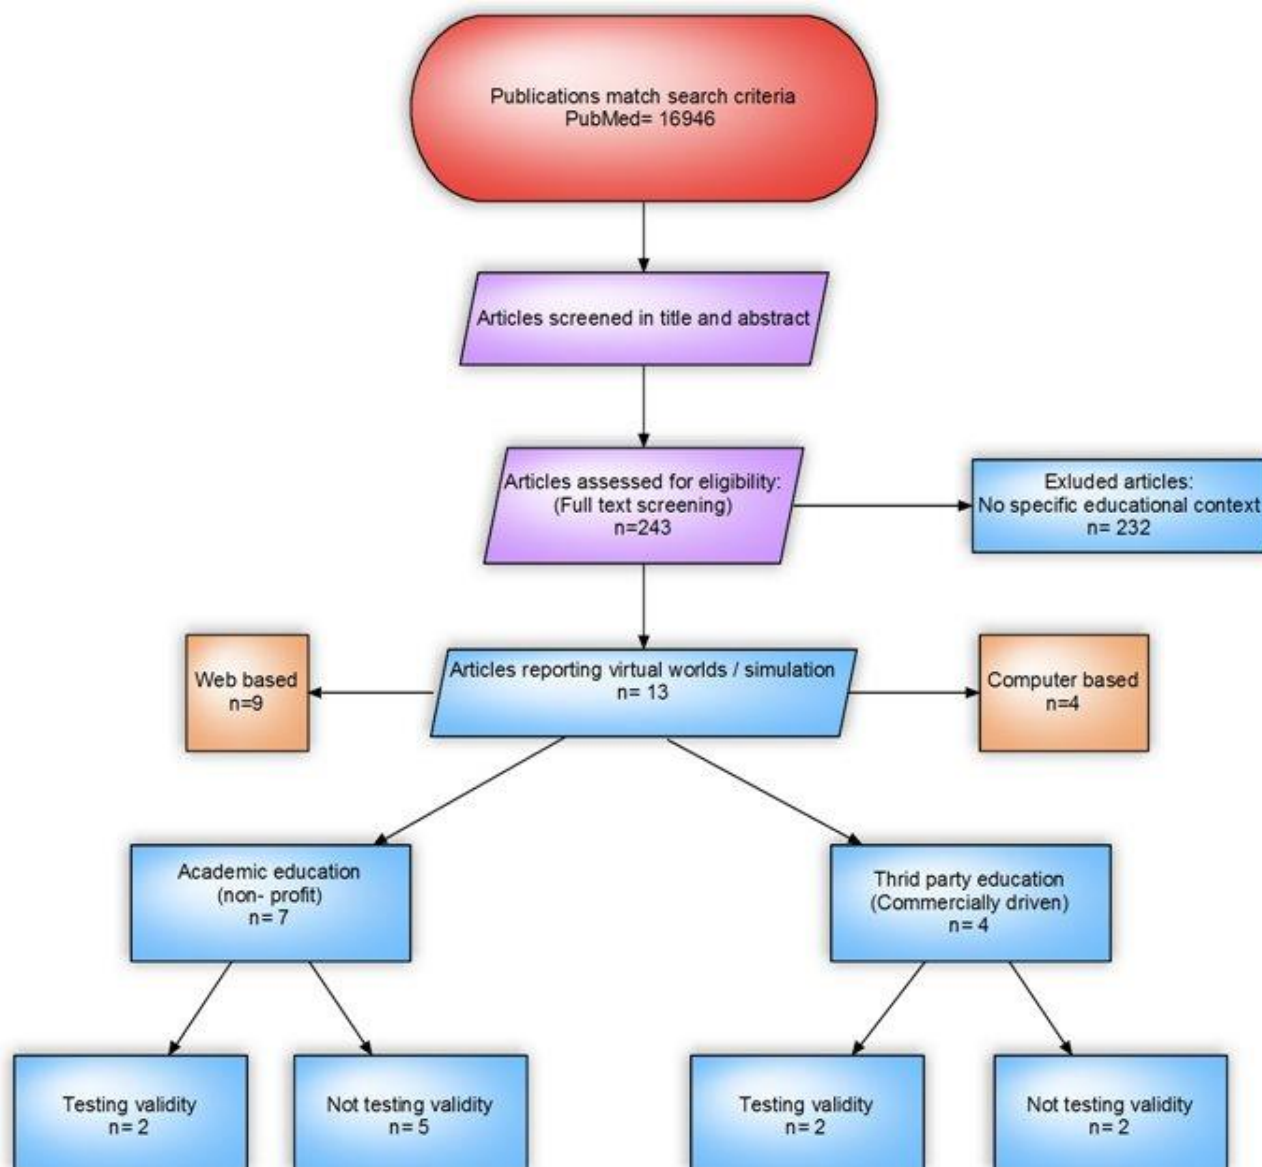 Publications match search criteria
PubMed= 16946
Articles screened in title and abstract
Articles assessed for eligibility:
(Full text screening)
n=243
Exluded articles:
No specific educational context
n= 232
Web based
n=9
Articles reporting virtual worlds / simulation
n= 13
Computer based
n=4
Academic education
(non- profit)
n= 7
Thrid party education
(Commercially driven)
n= 4
Testing validity
n= 2
Not testing validity
n= 5
Testing validity
n= 2
Not testing validity
n= 2